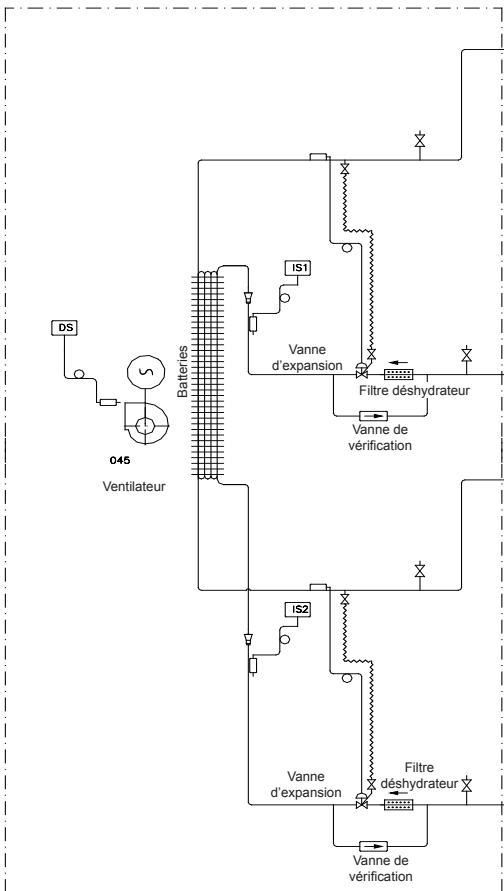 IS1
DS
Vanne
d'expansion
Batteries
Filtre déshydrateur
Vanne de
vérification
045
Ventilateur
IS2
Filtre
déshydrateur
Vanne
d'expansion
Vanne de
vérification